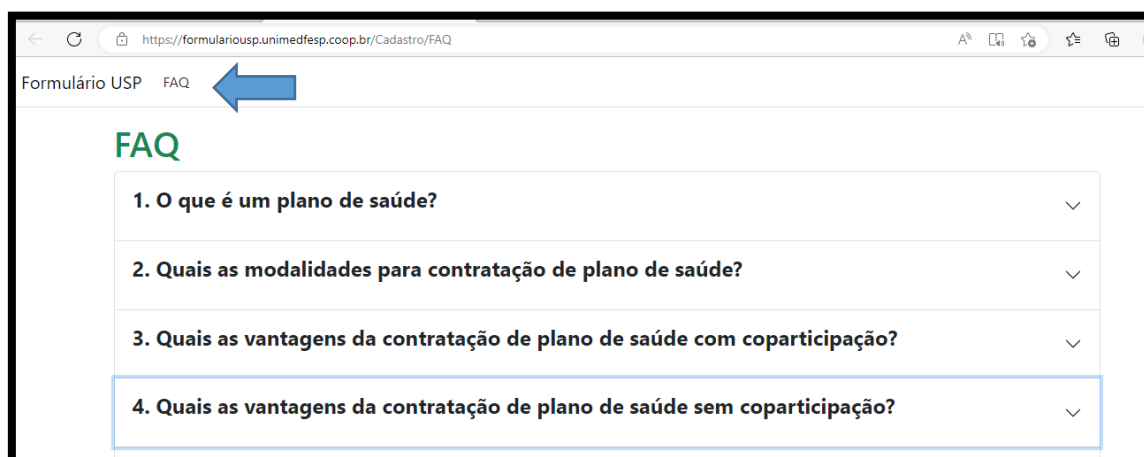 https://formulariousp.unimedfesp.coop.br/Cadastro/FAQ
Formulário USP FAQ
FAQ
1. O que é um plano de saúde?
2. Quais as modalidades para contratação de plano de saúde?
3. Quais as vantagens da contratação de plano de saúde com coparticipação?
4. Quais as vantagens da contratação de plano de saúde sem coparticipação?